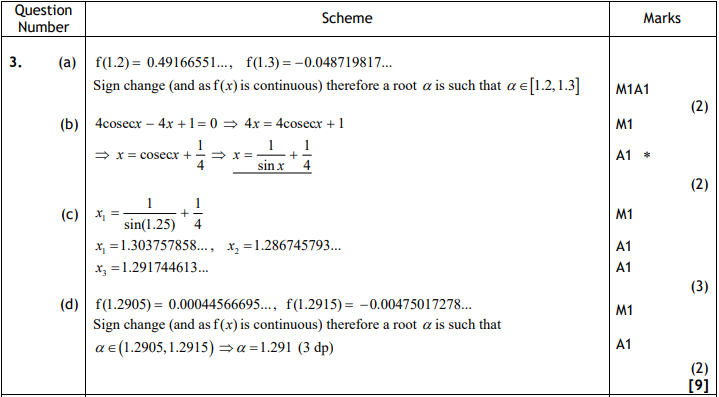 Question Number Scheme Marks
3. (a) f(1.2) = 0.49166551..., f(1.3) = −0.048719817...
Sign change (and as f(x) is continuous) therefore a root α is such that α ∈ [1.2, 1.3] M1A1
(2)
(b) 4cosecx − 4x + 1 = 0 ⇒ 4x = 4cosecx + 1 M1
⇒ x = cosecx + 1/4 ⇒ x = 1/sin x + 1/4 A1 *
(2)
(c) x₁ = 1/sin(1.25) + 1/4 M1
x₁ = 1.303757858..., x₂ = 1.286745793... A1
x₃ = 1.291744613... A1
(3)
(d) f(1.2905) = 0.00044566695..., f(1.2915) = −0.00475017278... M1
Sign change (and as f(x) is continuous) therefore a root α is such that
α ∈ (1.2905, 1.2915) ⇒ α = 1.291 (3 dp) A1
(2)
[9]